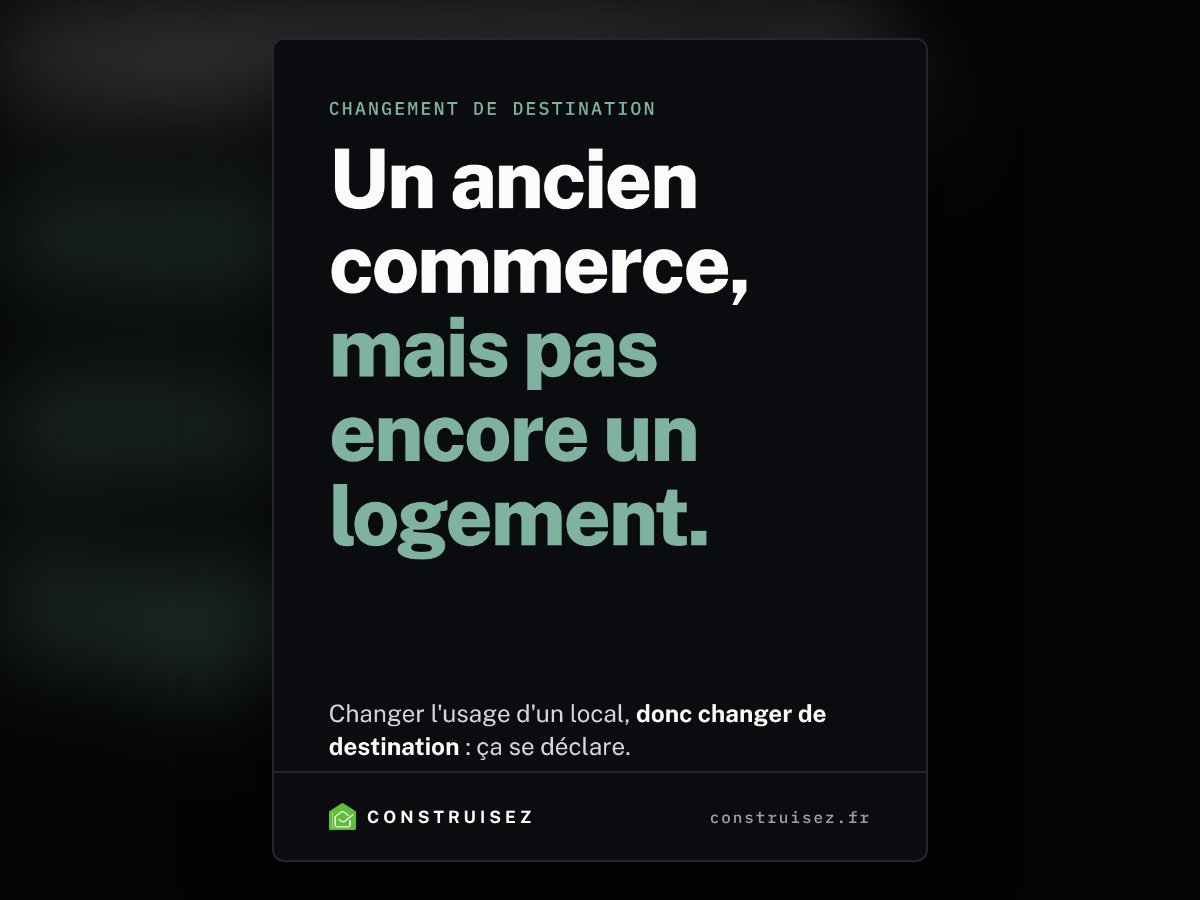 CHANGEMENT DE DESTINATION
Un ancien
commerce,
mais pas
encore un
logement.
Changer l'usage d'un local, donc changer de
destination : ça se déclare.
CONSTRUISEZ
construisez.fr